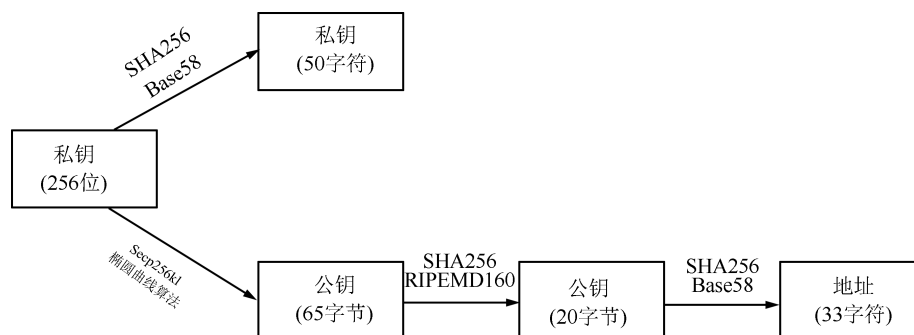 私钥
(50字符)
SHA256
Base58
私钥
(256位)
Secp256kl
椭圆曲线算法
公钥
(65字节)
SHA256
RIPEMD160
公钥
(20字节)
SHA256
Base58
地址
(33字符)